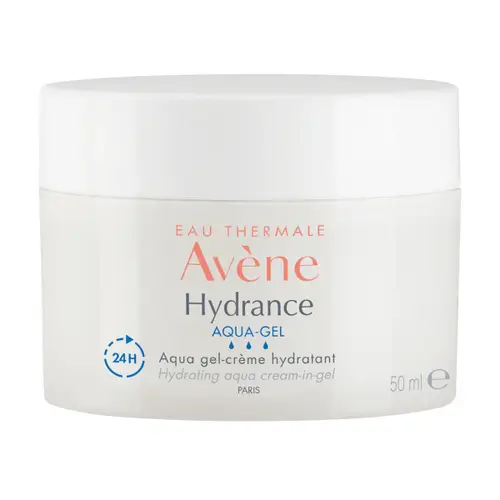 EAU THERMALE
Avène
Hydrance
AQUA-GEL
24H
Aqua gel-crème hydratant
Hydrating aqua cream-in-gel
50 ml ℮
PARIS